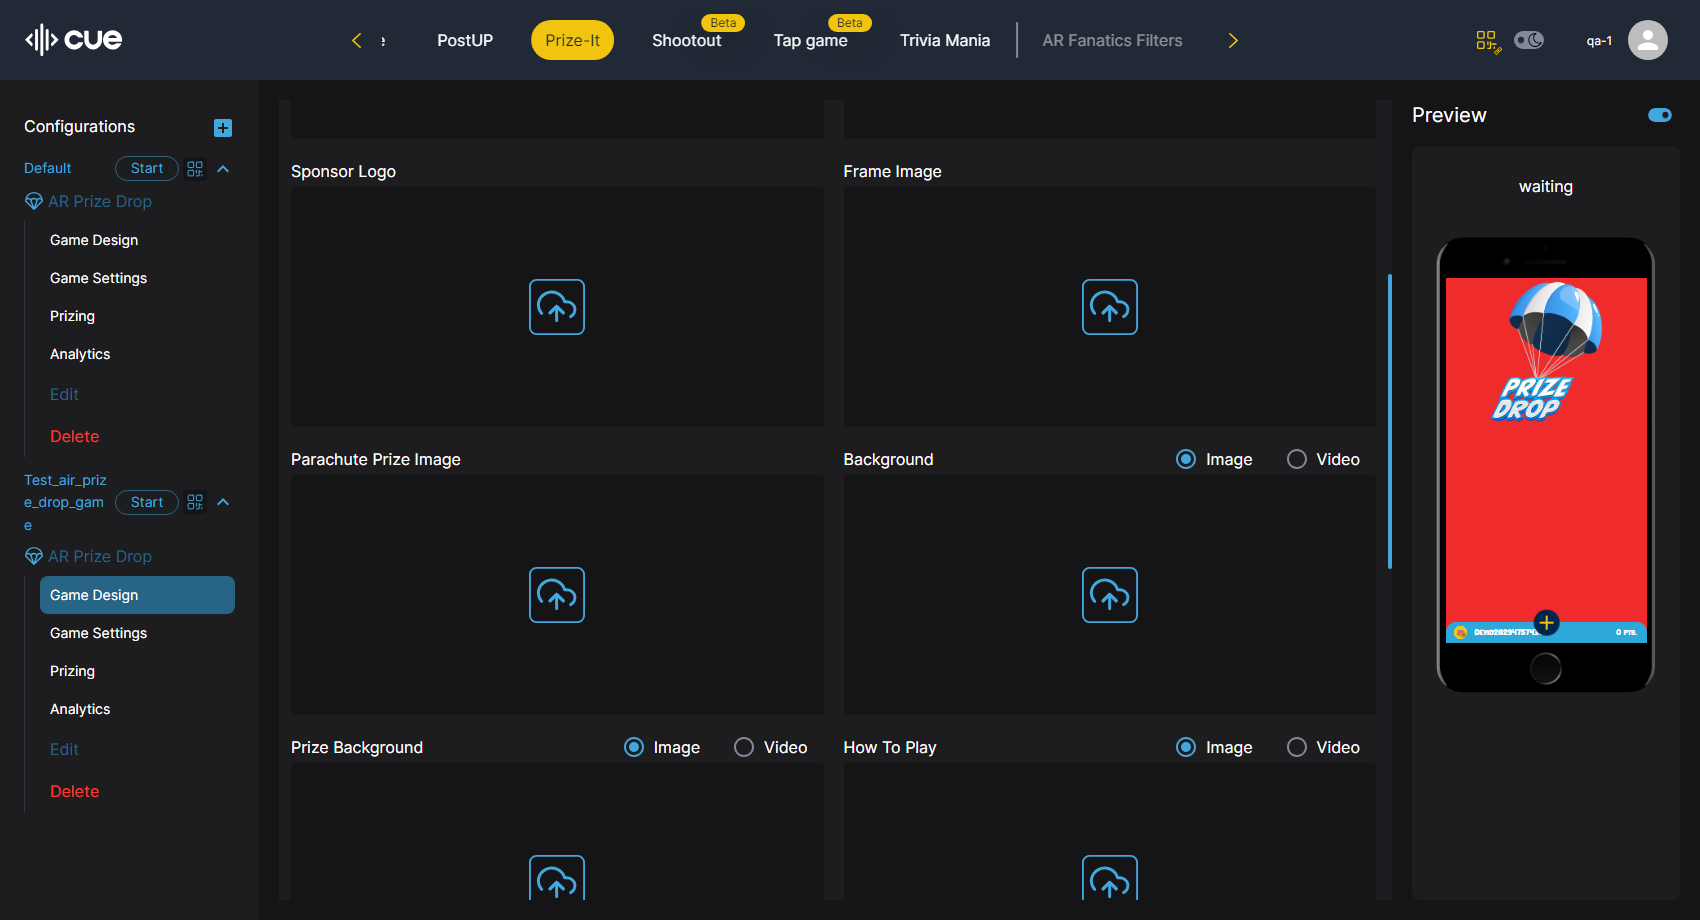 cue
e
PostUP
Prize-It
Beta
Shootout
Beta
Tap game
Trivia Mania
AR Fanatics Filters
qa-1
Configurations
Default
Start
AR Prize Drop
Game Design
Game Settings
Prizing
Analytics
Edit
Delete
Test_air_priz
e_drop_gam
e
Start
AR Prize Drop
Game Design
Game Settings
Prizing
Analytics
Edit
Delete
Sponsor Logo
Frame Image
Parachute Prize Image
Background
Image
Video
Prize Background
Image
Video
How To Play
Image
Video
Preview
waiting
PRIZE
DROP
0 PTS.